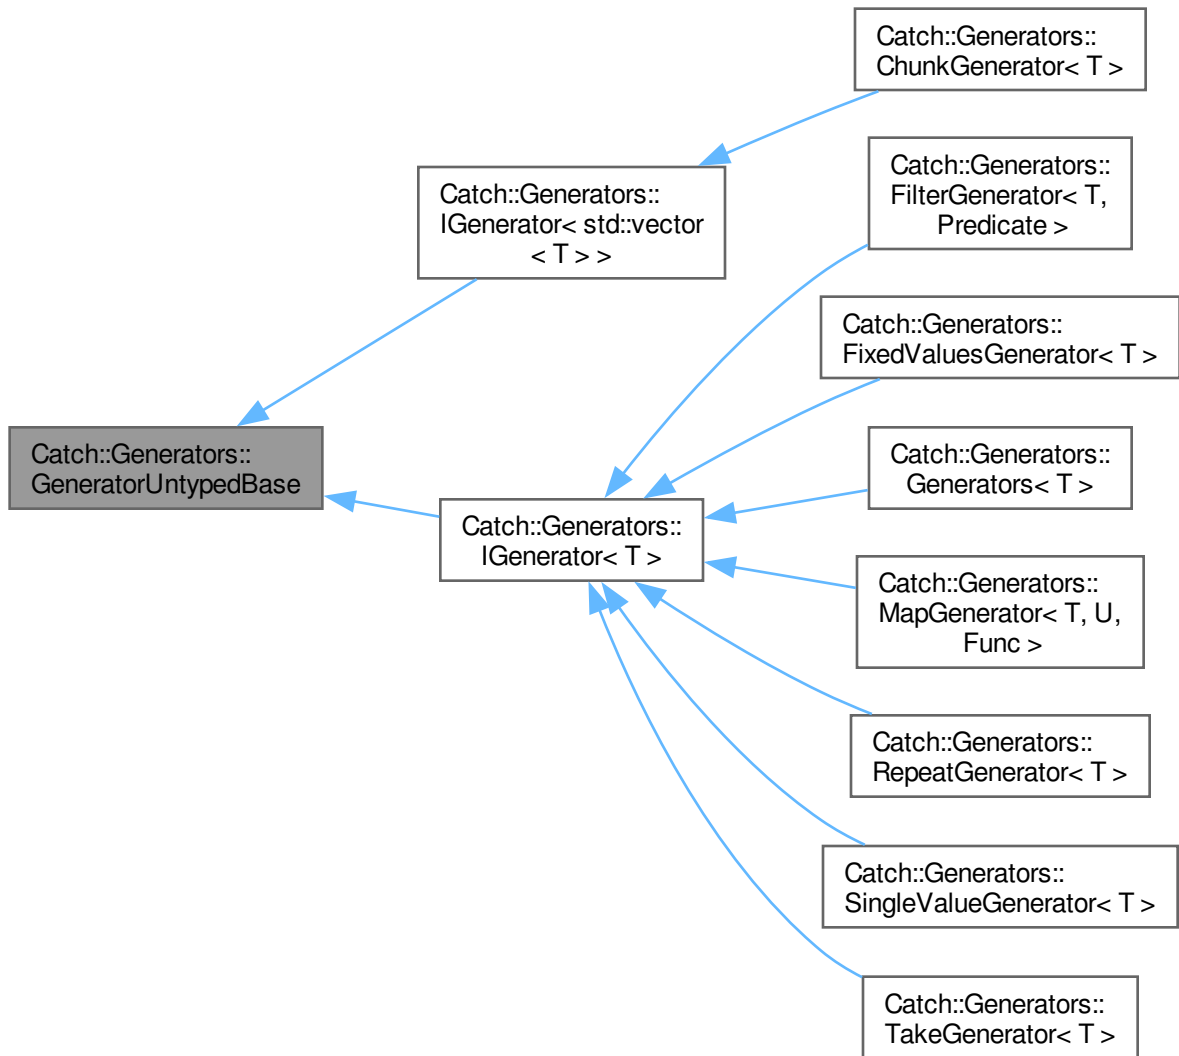 Catch::Generators::
ChunkGenerator< T >
Catch::Generators::
IGenerator< std::vector
< T > >
Catch::Generators::
FilterGenerator< T,
Predicate >
Catch::Generators::
FixedValuesGenerator< T >
Catch::Generators::
GeneratorUntypedBase
Catch::Generators::
Generators< T >
Catch::Generators::
IGenerator< T >
Catch::Generators::
MapGenerator< T, U,
Func >
Catch::Generators::
RepeatGenerator< T >
Catch::Generators::
SingleValueGenerator< T >
Catch::Generators::
TakeGenerator< T >